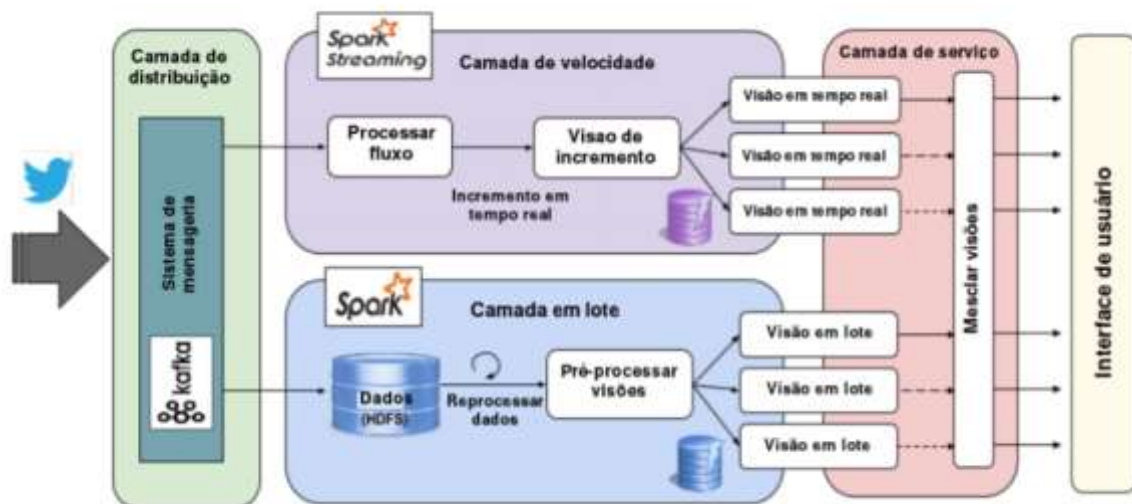 Camada de
distribuição
Sistema de
mensageria
kafka
Spark
Streaming
Camada de velocidade
Processar
fluxo
Visao de
incremento
Incremento em
tempo real
Visão em tempo real
Visão em tempo real
Visão em tempo real
Spark
Camada em lote
Dados
(HDFS)
Reprocessar
dados
Pré-processar
visões
Visão em lote
Visão em lote
Visão em lote
Camada de serviço
Mesclar visões
Interface de usuário